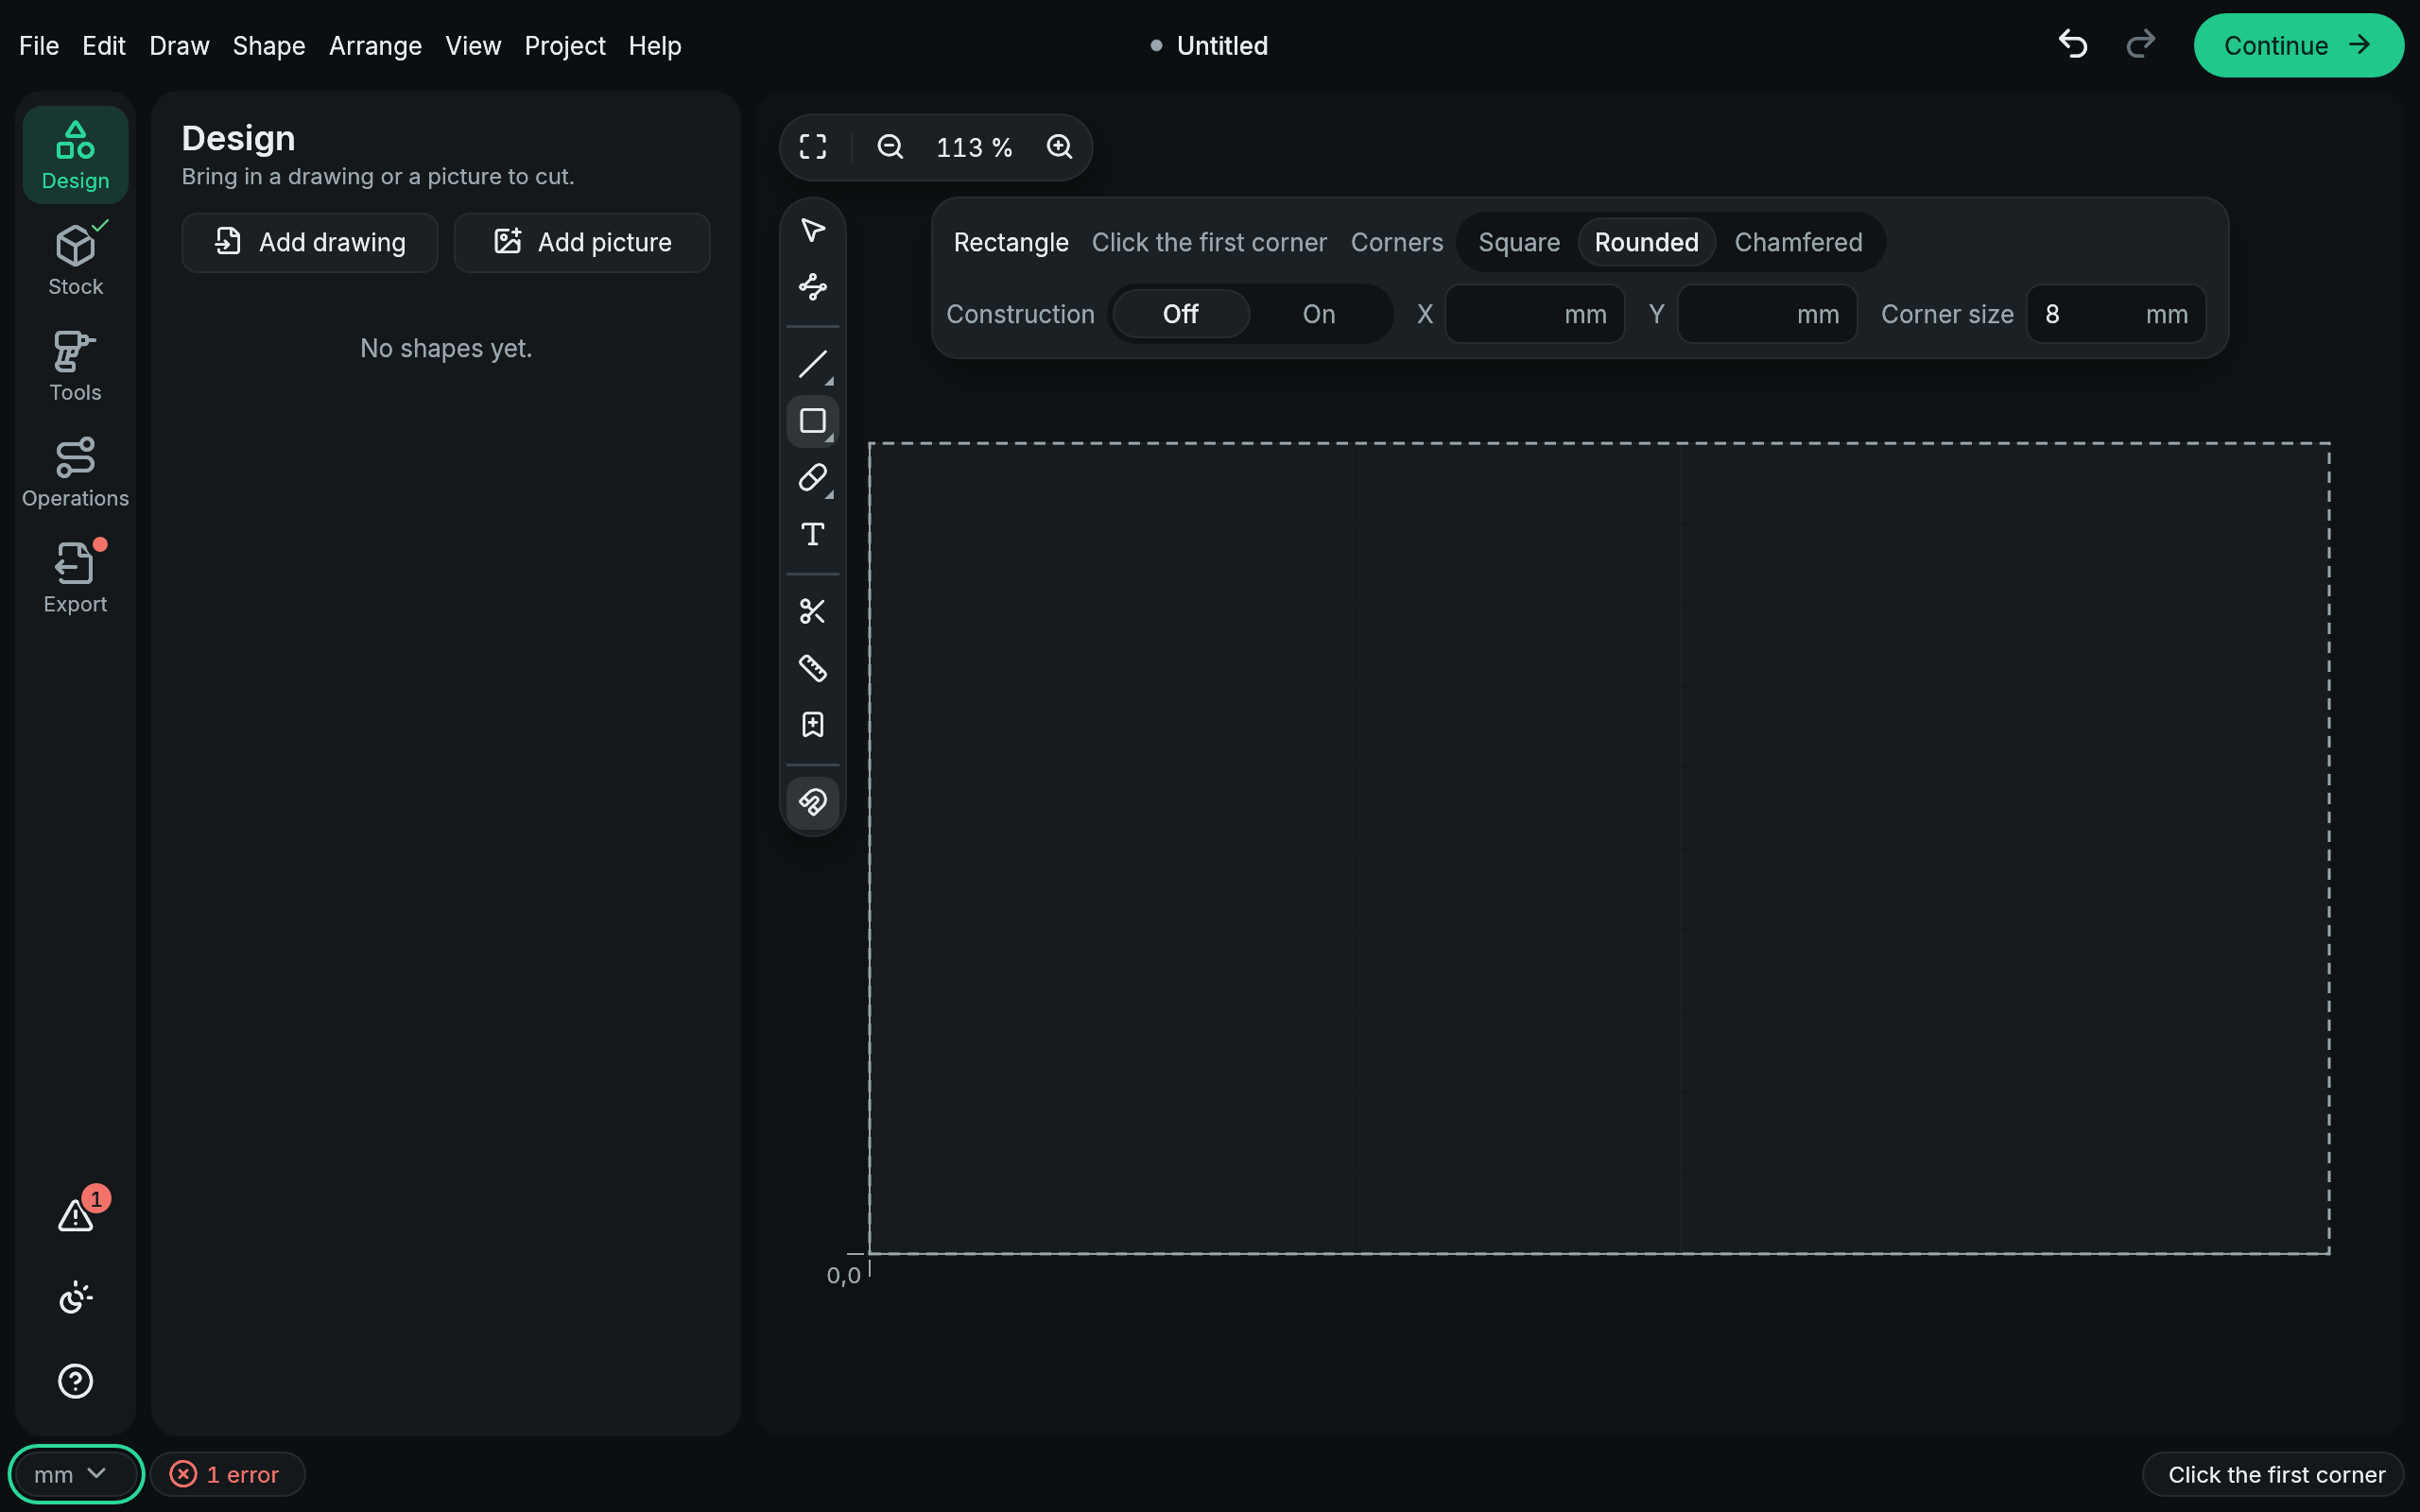 File Edit Draw Shape Arrange View Project Help
Untitled
Continue
Design
Stock
Tools
Operations
Export
1
Design
Bring in a drawing or a picture to cut.
Add drawing Add picture
No shapes yet.
113 %
Rectangle Click the first corner Corners Square Rounded Chamfered
Construction Off On X mm Y mm Corner size 8 mm
0,0
mm
1 error
Click the first corner